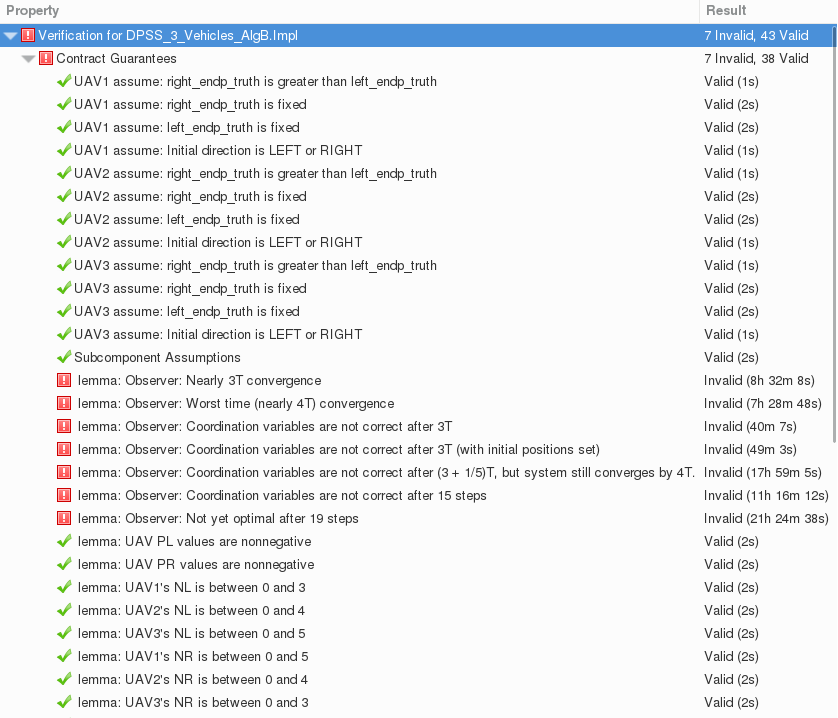 Property Result
Verification for DPSS_3_Vehicles_AlgB.Impl 7 Invalid, 43 Valid
Contract Guarantees 7 Invalid, 38 Valid
UAV1 assume: right_endp_truth is greater than left_endp_truth Valid (1s)
UAV1 assume: right_endp_truth is fixed Valid (2s)
UAV1 assume: left_endp_truth is fixed Valid (2s)
UAV1 assume: Initial direction is LEFT or RIGHT Valid (1s)
UAV2 assume: right_endp_truth is greater than left_endp_truth Valid (1s)
UAV2 assume: right_endp_truth is fixed Valid (2s)
UAV2 assume: left_endp_truth is fixed Valid (2s)
UAV2 assume: Initial direction is LEFT or RIGHT Valid (1s)
UAV3 assume: right_endp_truth is greater than left_endp_truth Valid (1s)
UAV3 assume: right_endp_truth is fixed Valid (2s)
UAV3 assume: left_endp_truth is fixed Valid (2s)
UAV3 assume: Initial direction is LEFT or RIGHT Valid (1s)
Subcomponent Assumptions Valid (2s)
lemma: Observer: Nearly 3T convergence Invalid (8h 32m 8s)
lemma: Observer: Worst time (nearly 4T) convergence Invalid (7h 28m 48s)
lemma: Observer: Coordination variables are not correct after 3T Invalid (40m 7s)
lemma: Observer: Coordination variables are not correct after 3T (with initial positions set) Invalid (49m 3s)
lemma: Observer: Coordination variables are not correct after (3 + 1/5)T, but system still converges by 4T. Invalid (17h 59m 5s)
lemma: Observer: Coordination variables are not correct after 15 steps Invalid (11h 16m 12s)
lemma: Observer: Not yet optimal after 19 steps Invalid (21h 24m 38s)
lemma: UAV PL values are nonnegative Valid (2s)
lemma: UAV PR values are nonnegative Valid (2s)
lemma: UAV1's NL is between 0 and 3 Valid (2s)
lemma: UAV2's NL is between 0 and 4 Valid (2s)
lemma: UAV3's NL is between 0 and 5 Valid (2s)
lemma: UAV1's NR is between 0 and 5 Valid (2s)
lemma: UAV2's NR is between 0 and 4 Valid (2s)
lemma: UAV3's NR is between 0 and 3 Valid (2s)